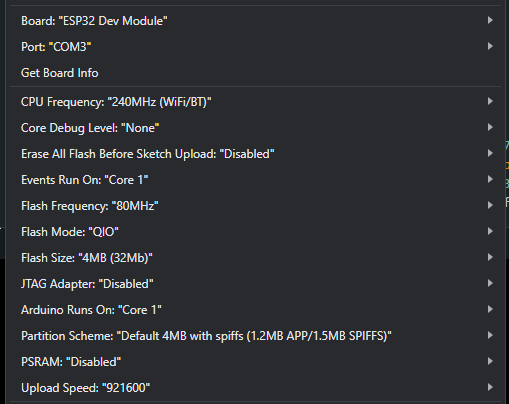 Board: "ESP32 Dev Module"
Port: "COM3"
Get Board Info
CPU Frequency: "240MHz (WiFi/BT)"
Core Debug Level: "None"
Erase All Flash Before Sketch Upload: "Disabled"
Events Run On: "Core 1"
Flash Frequency: "80MHz"
Flash Mode: "QIO"
Flash Size: "4MB (32Mb)"
JTAG Adapter: "Disabled"
Arduino Runs On: "Core 1"
Partition Scheme: "Default 4MB with spiffs (1.2MB APP/1.5MB SPIFFS)"
PSRAM: "Disabled"
Upload Speed: "921600"